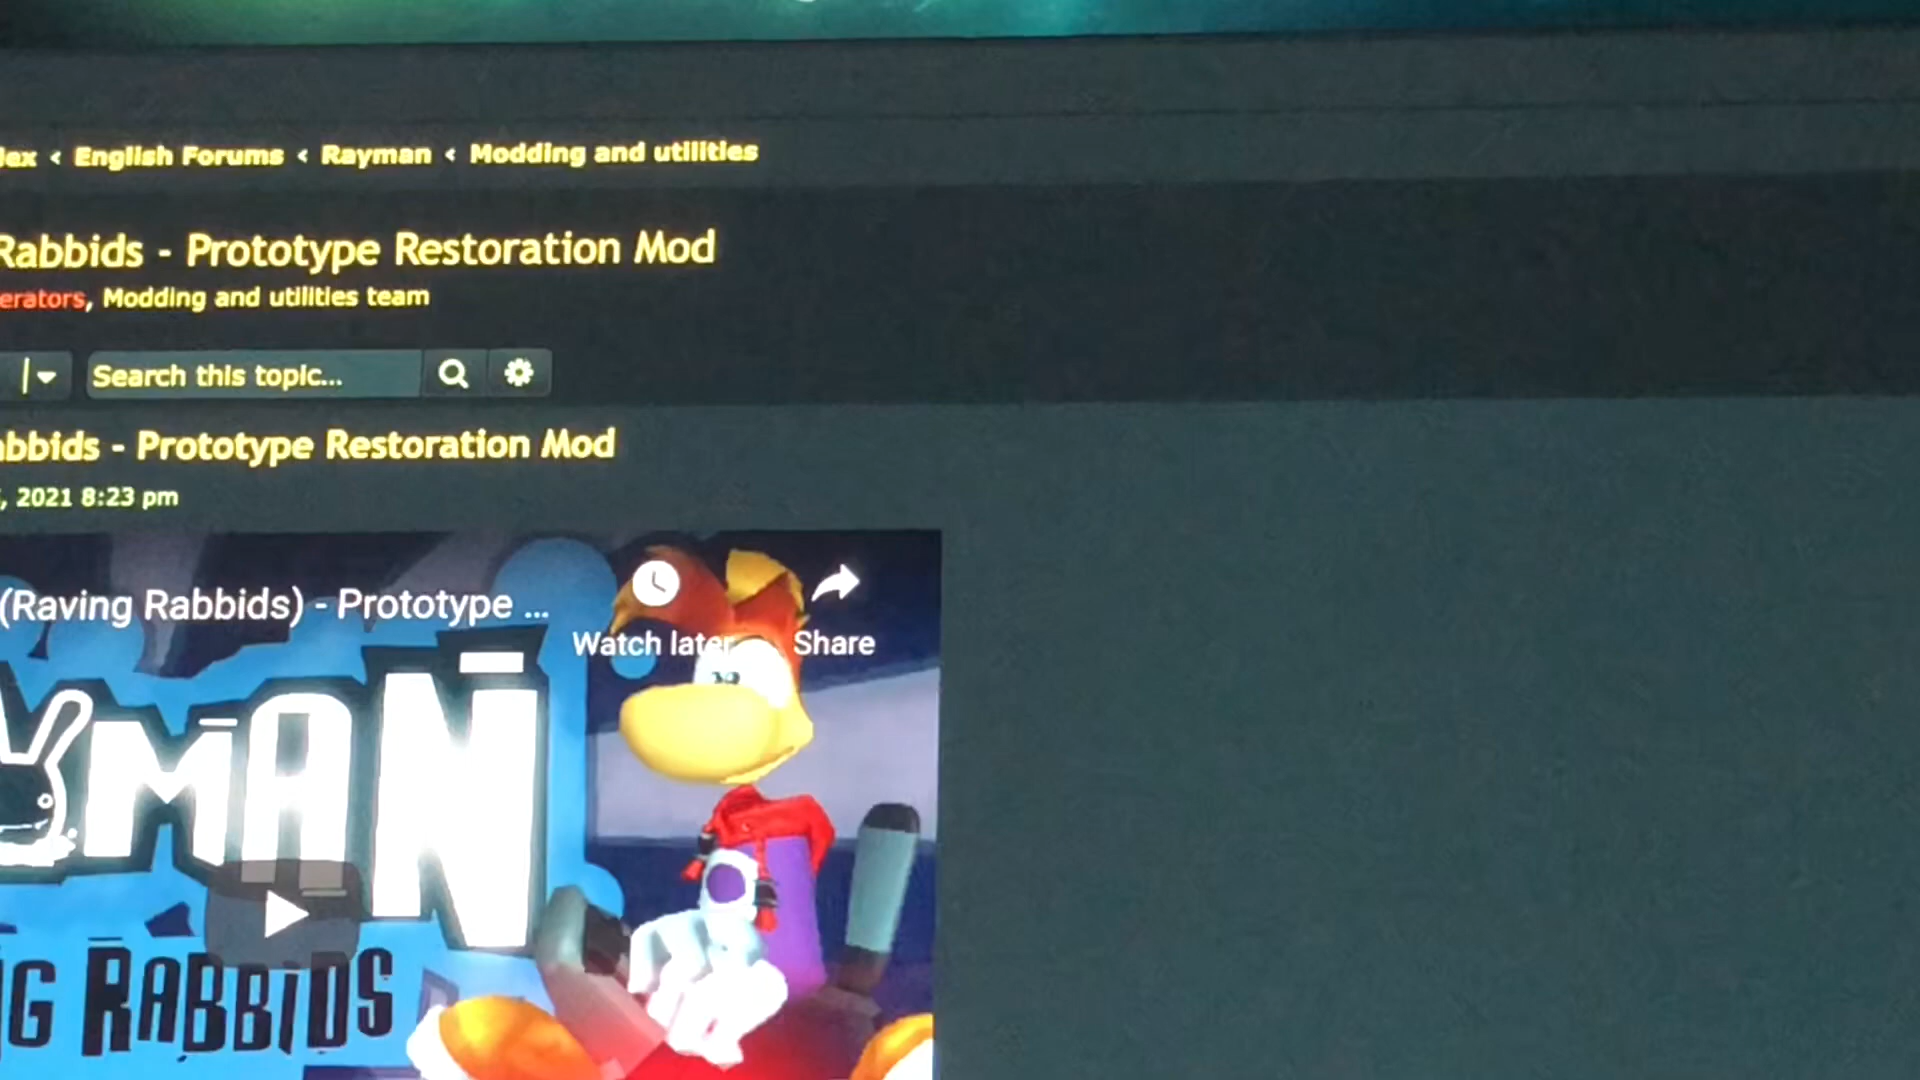 ‹ English Forums ‹ Rayman ‹ Modding and utilities
Rabbids - Prototype Restoration Mod
erators, Modding and utilities team
Search this topic...
bbids - Prototype Restoration Mod
, 2021 8:23 pm
(Raving Rabbids) - Prototype ...
Watch later Share
MAN
G RABBIDS